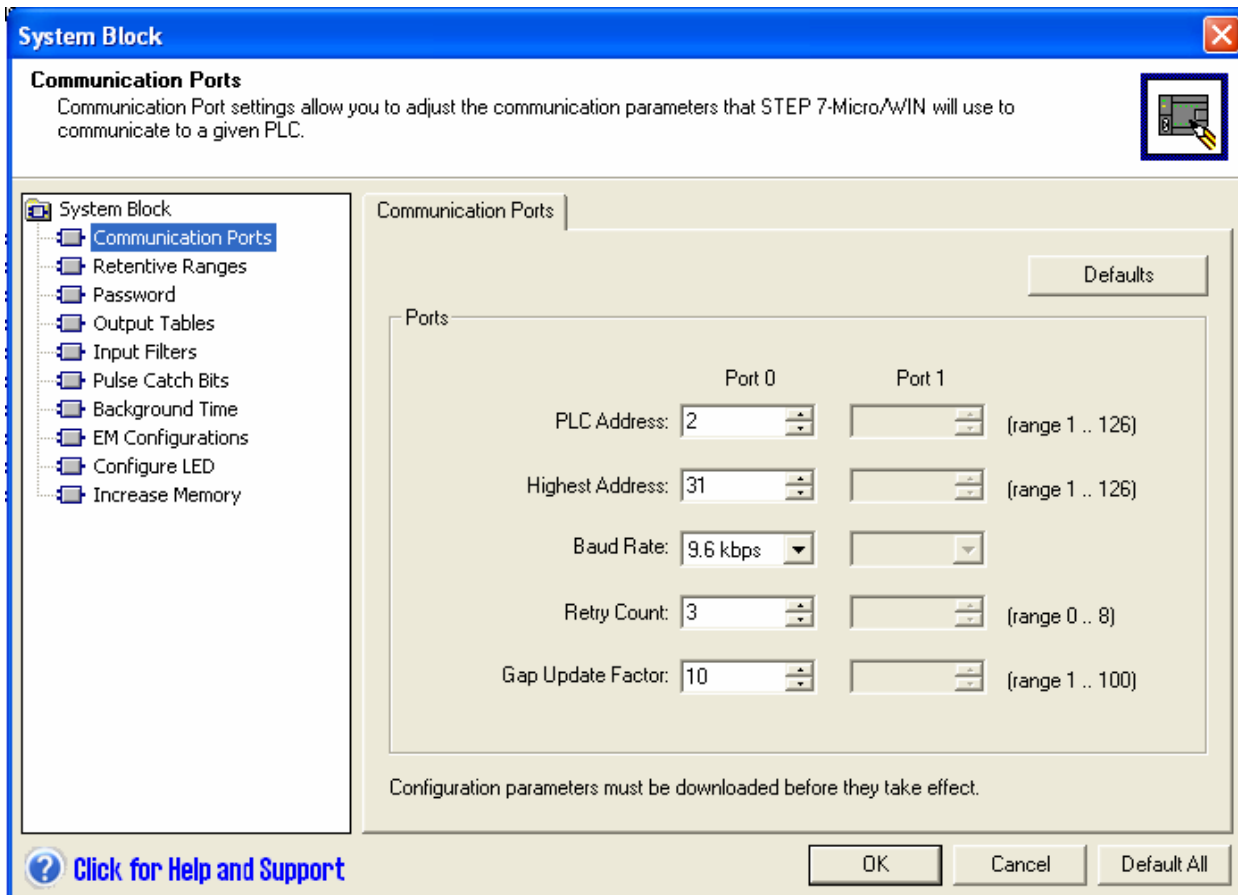 System Block
Communication Ports
Communication Port settings allow you to adjust the communication parameters that STEP 7-Micro/WIN will use to
communicate to a given PLC.
System Block
Communication Ports
Retentive Ranges
Password
Output Tables
Input Filters
Pulse Catch Bits
Background Time
EM Configurations
Configure LED
Increase Memory
Communication Ports
Defaults
Ports
Port 0 Port 1
PLC Address: 2 (range 1 .. 126)
Highest Address: 31 (range 1 .. 126)
Baud Rate: 9.6 kbps
Retry Count: 3 (range 0 .. 8)
Gap Update Factor: 10 (range 1 .. 100)
Configuration parameters must be downloaded before they take effect.
Click for Help and Support
OK Cancel Default All